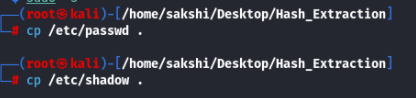 ┌──(root㉿kali)-[/home/sakshi/Desktop/Hash_Extraction]
└─# cp /etc/passwd .
┌──(root㉿kali)-[/home/sakshi/Desktop/Hash_Extraction]
└─# cp /etc/shadow .